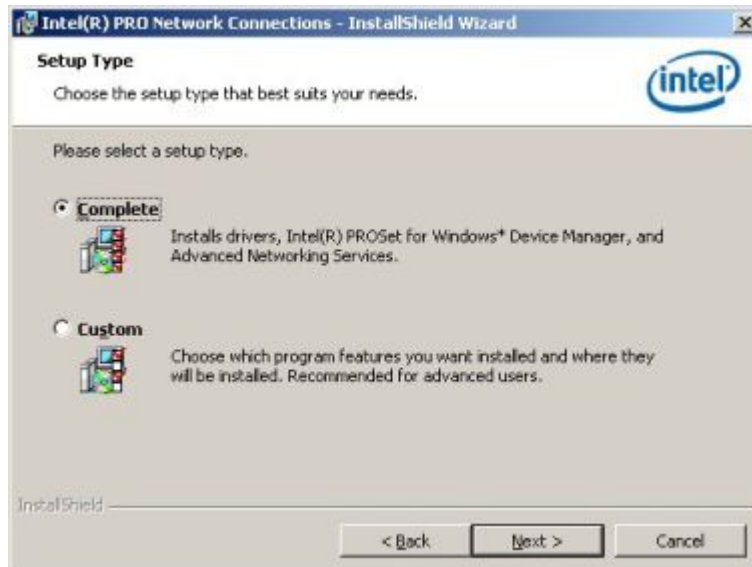 Intel(R) PRO Network Connections - InstallShield Wizard
Setup Type
Choose the setup type that best suits your needs.
intel
Please select a setup type.
Complete
Installs drivers, Intel(R) PROSet for Windows* Device Manager, and
Advanced Networking Services.
Custom
Choose which program features you want installed and where they
will be installed. Recommended for advanced users.
InstallShield
< Back
Next >
Cancel